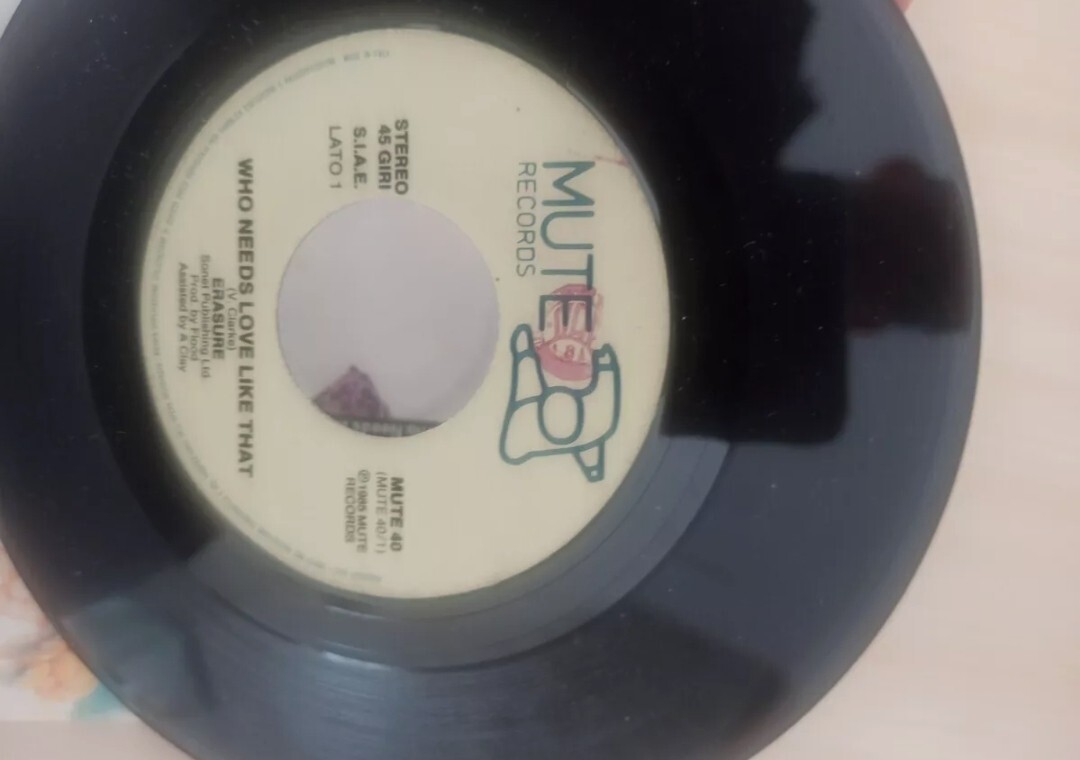 MUTE
RECORDS
STEREO
45 GIRI
S.I.A.E.
LATO 1
MUTE 40
(MUTE 40/1)
℗1985 MUTE
RECORDS
WHO NEEDS LOVE LIKE THAT
(V. Clarke)
ERASURE
Sonet Publishing Ltd
Prod. by Flood
Assisted by A Clay